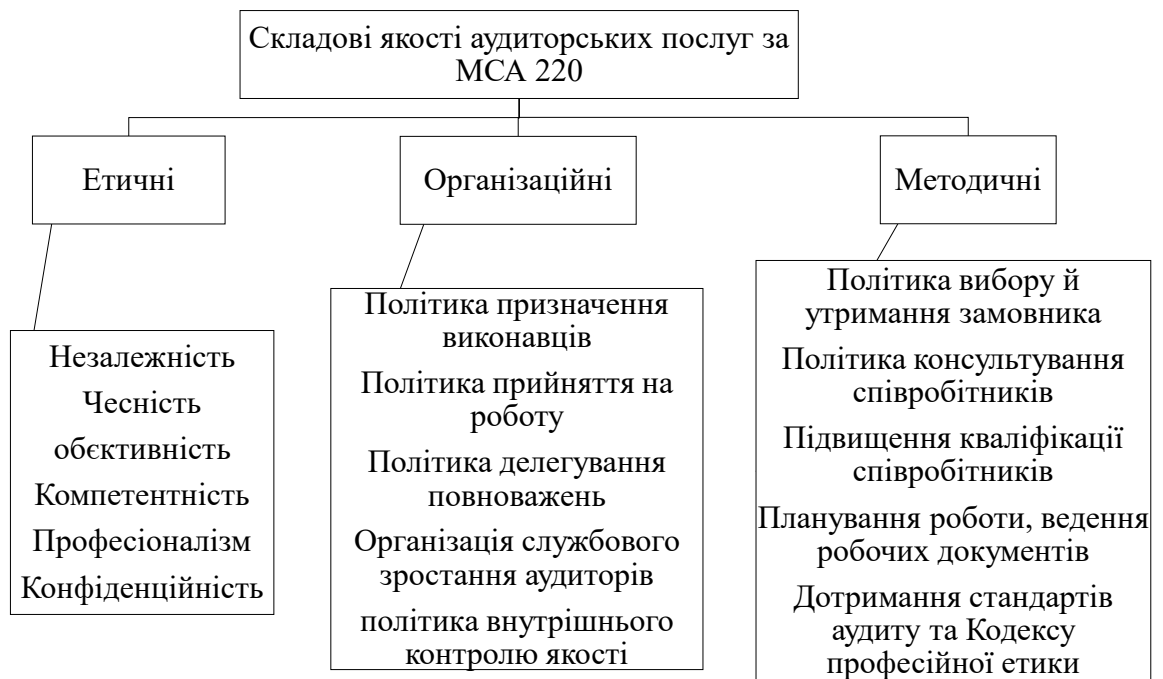 Складові якості аудиторських послуг за
МСА 220
Етичні
Організаційні
Методичні
Незалежність
Чесність
обєктивність
Компетентність
Професіоналізм
Конфіденційність
Політика призначення
виконавців
Політика прийняття на
роботу
Політика делегування
повноважень
Організація службового
зростання аудиторів
політика внутрішнього
контролю якості
Політика вибору й
утримання замовника
Політика консультування
співробітників
Підвищення кваліфікації
співробітників
Планування роботи, ведення
робочих документів
Дотримання стандартів
аудиту та Кодексу
професійної етики